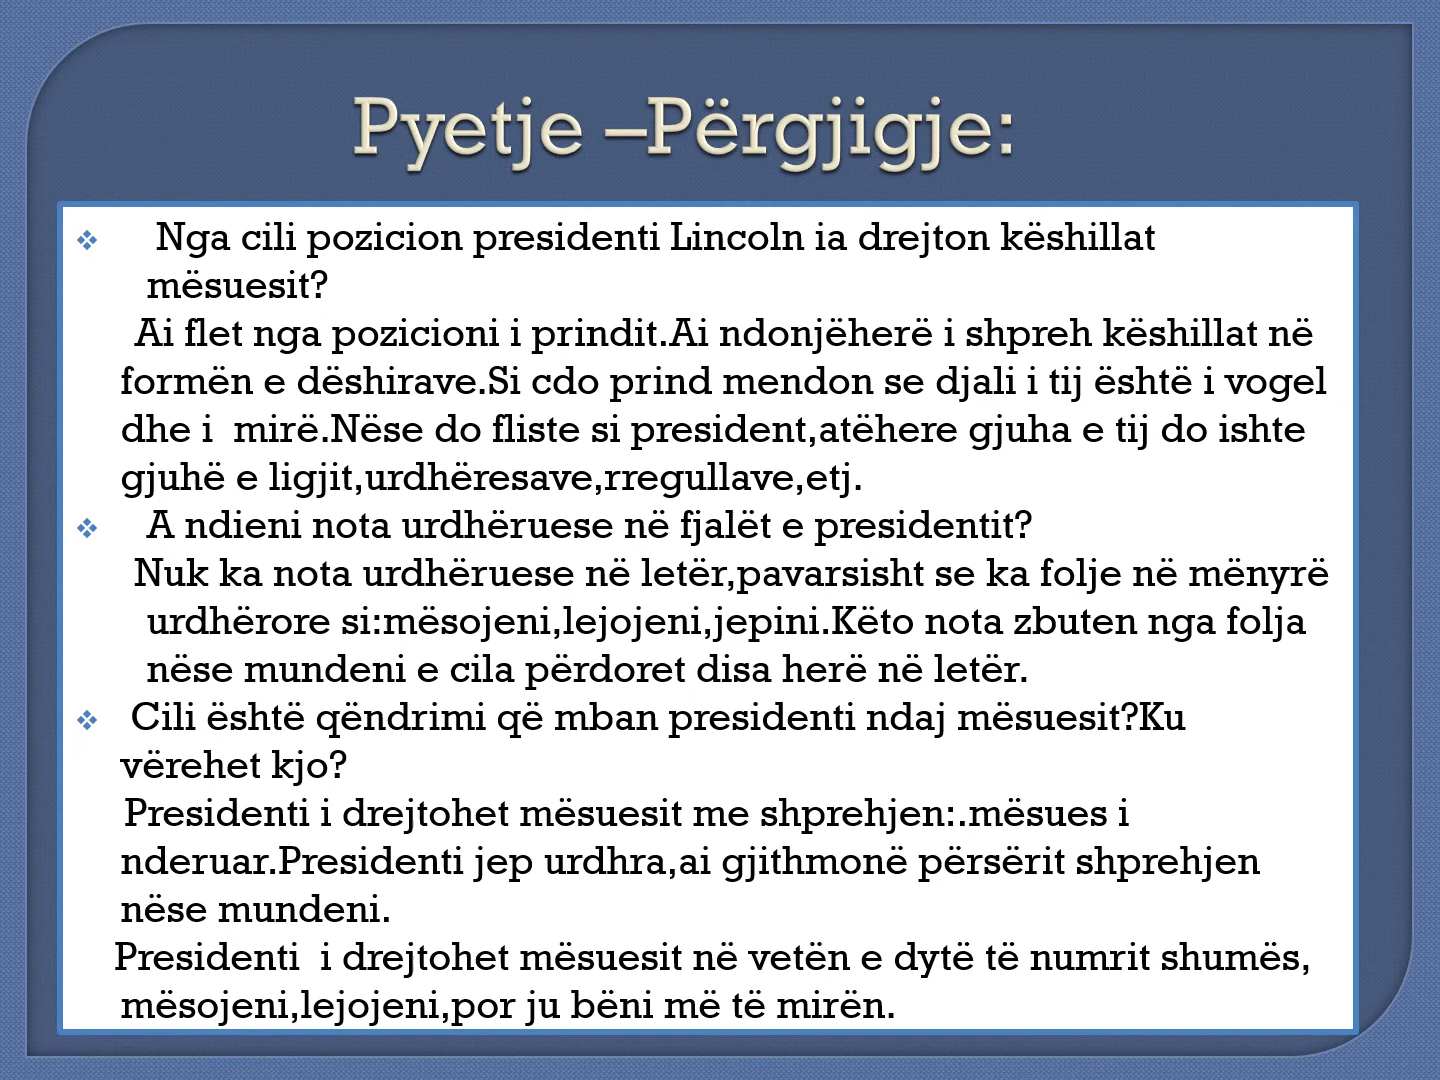 Pyetje –Përgjigje:
Nga cili pozicion presidenti Lincoln ia drejton këshillat
mësuesit?
Ai flet nga pozicioni i prindit.Ai ndonjëherë i shpreh këshillat në
formën e dëshirave.Si cdo prind mendon se djali i tij është i vogel
dhe i mirë.Nëse do fliste si president,atëhere gjuha e tij do ishte
gjuhë e ligjit,urdhëresave,rregullave,etj.
A ndieni nota urdhëruese në fjalët e presidentit?
Nuk ka nota urdhëruese në letër,pavarsisht se ka folje në mënyrë
urdhërore si:mësojeni,lejojeni,jepini.Këto nota zbuten nga folja
nëse mundeni e cila përdoret disa herë në letër.
Cili është qëndrimi që mban presidenti ndaj mësuesit?Ku
vërehet kjo?
Presidenti i drejtohet mësuesit me shprehjen:.mësues i
nderuar.Presidenti jep urdhra,ai gjithmonë përsërit shprehjen
nëse mundeni.
Presidenti i drejtohet mësuesit në vetën e dytë të numrit shumës,
mësojeni,lejojeni,por ju bëni më të mirën.